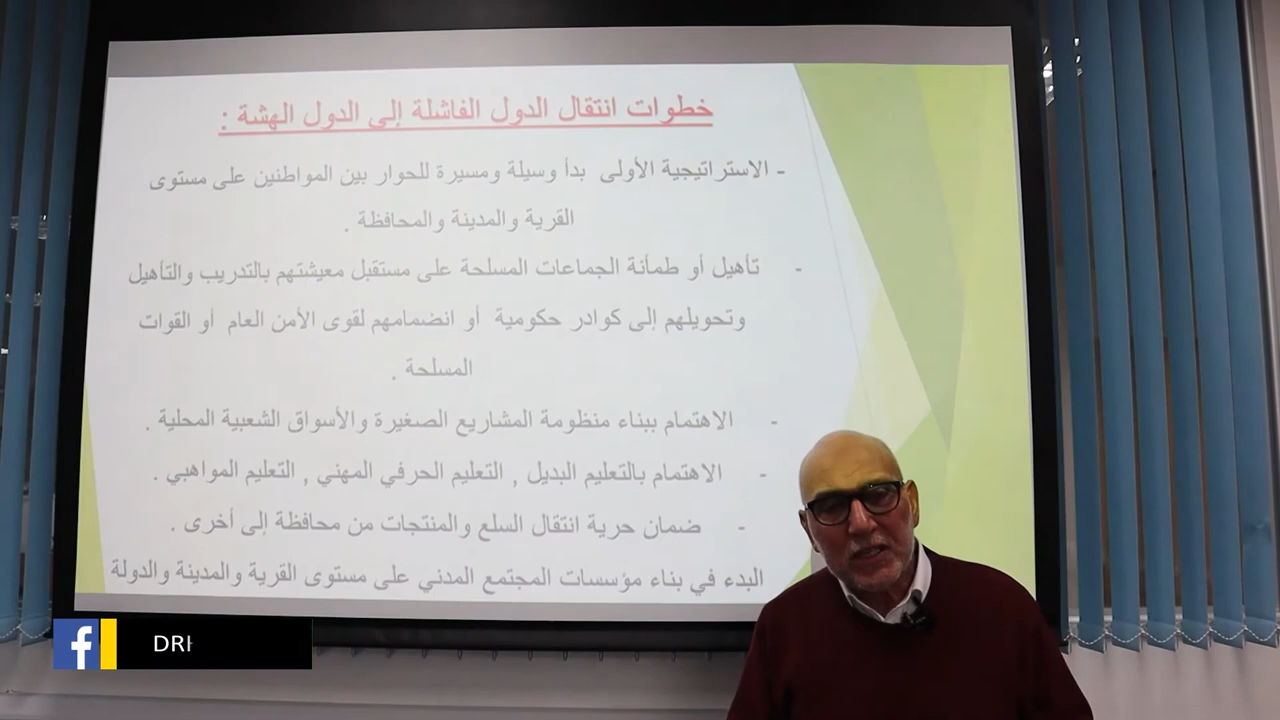 خطوات انتقال الدول الفاشلة إلى الدول الهشة :
- الاستراتيجية الأولى بدأ وسيلة ومسيرة للحوار بين المواطنين على مستوى
القرية والمدينة والمحافظة .
- تأهيل أو طمأنة الجماعات المسلحة على مستقبل معيشتهم بالتدريب والتأهيل
وتحويلهم إلى كوادر حكومية أو انضمامهم لقوى الأمن العام أو القوات
المسلحة .
- الاهتمام ببناء منظومة المشاريع الصغيرة والأسواق الشعبية المحلية .
- الاهتمام بالتعليم البديل , التعليم الحرفي المهني , التعليم المواهبي .
- ضمان حرية انتقال السلع والمنتجات من محافظة إلى أخرى .
البدء في بناء مؤسسات المجتمع المدني على مستوى القرية والمدينة والدولة
f DRI